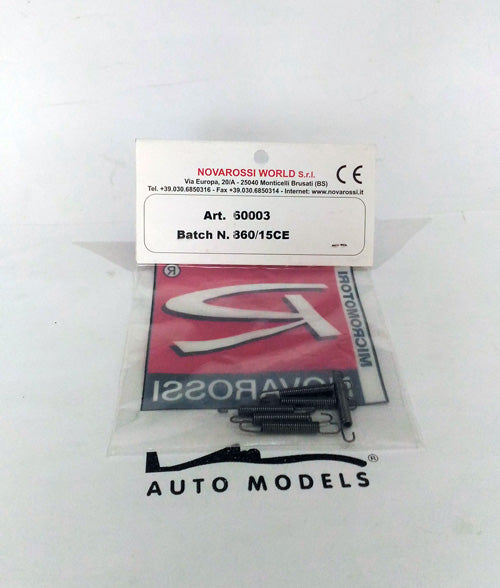 NOVAROSSI WORLD S.r.l.
Via Europa, 20/A - 25040 Monticelli Brusati (BS)
Tel. +39.030.6850316 - Fax +39.030.6850314 - Internet: www.novarossi.it
CE
Art. 60003
Batch N. 860/15CE
®
MICROMOTORI
NOVAROSSI
®
AUTO MODELS